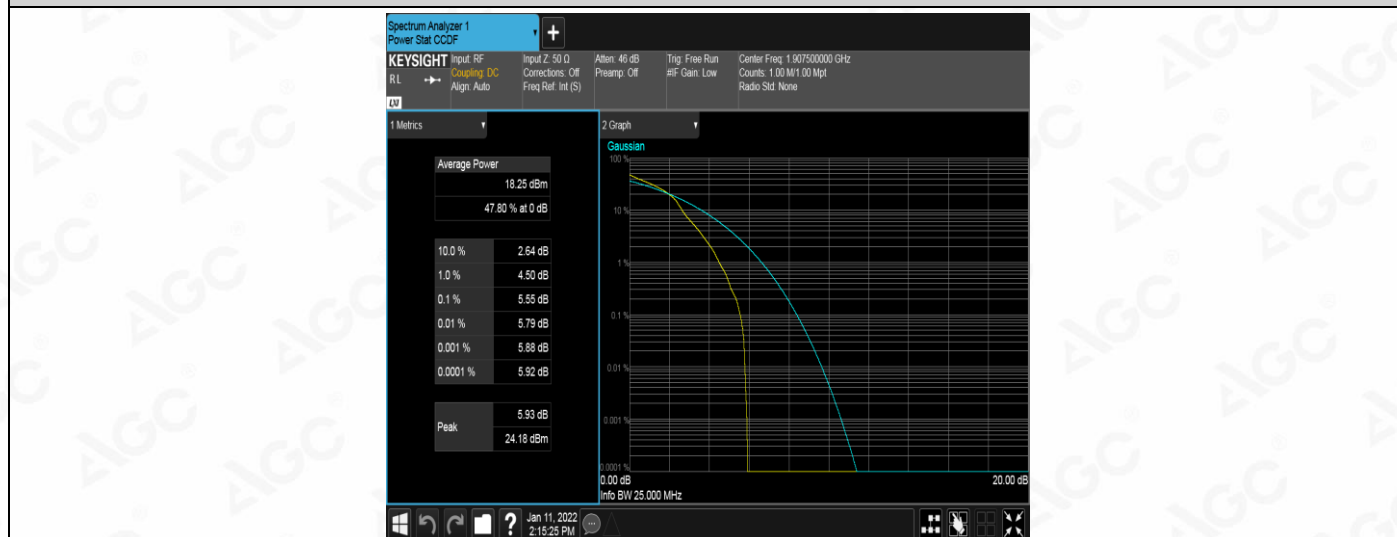 Spectrum Analyzer 1
Power Stat CCDF
+
KEYSIGHT
R L
LXI
Input: RF
Coupling: DC
Align: Auto
Input Z: 50 Ω
Corrections: Off
Freq Ref: Int (S)
Atten: 46 dB
Preamp: Off
Trig: Free Run
#IF Gain: Low
Center Freq: 1.907500000 GHz
Counts: 1.00 M/1.00 Mpt
Radio Std: None
1 Metrics
Average Power
18.25 dBm
47.80 % at 0 dB
10.0 % 2.64 dB
1.0 % 4.50 dB
0.1 % 5.55 dB
0.01 % 5.79 dB
0.001 % 5.88 dB
0.0001 % 5.92 dB
Peak
5.93 dB
24.18 dBm
2 Graph
Gaussian
100 %
10 %
1 %
0.1 %
0.01 %
0.001 %
0.0001 %
0.00 dB 20.00 dB
Info BW 25.000 MHz
?
Jan 11, 2022
2:15:25 PM
AGC